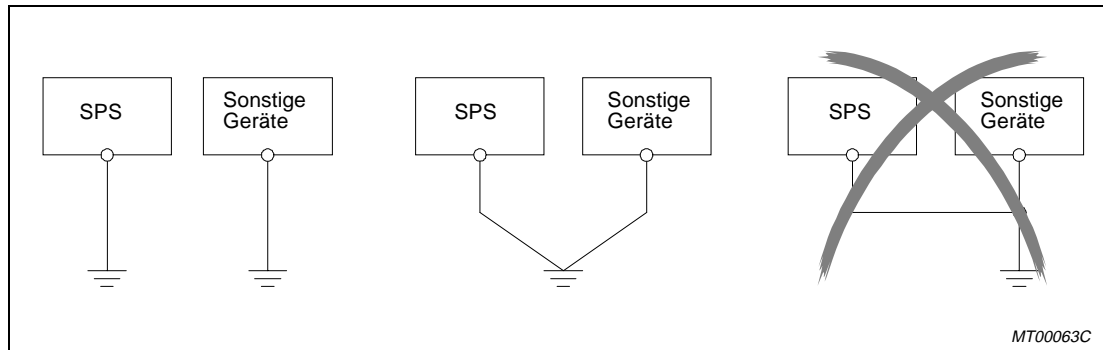 SPS
Sonstige
Geräte
SPS
Sonstige
Geräte
SPS
Sonstige
Geräte
MT00063C